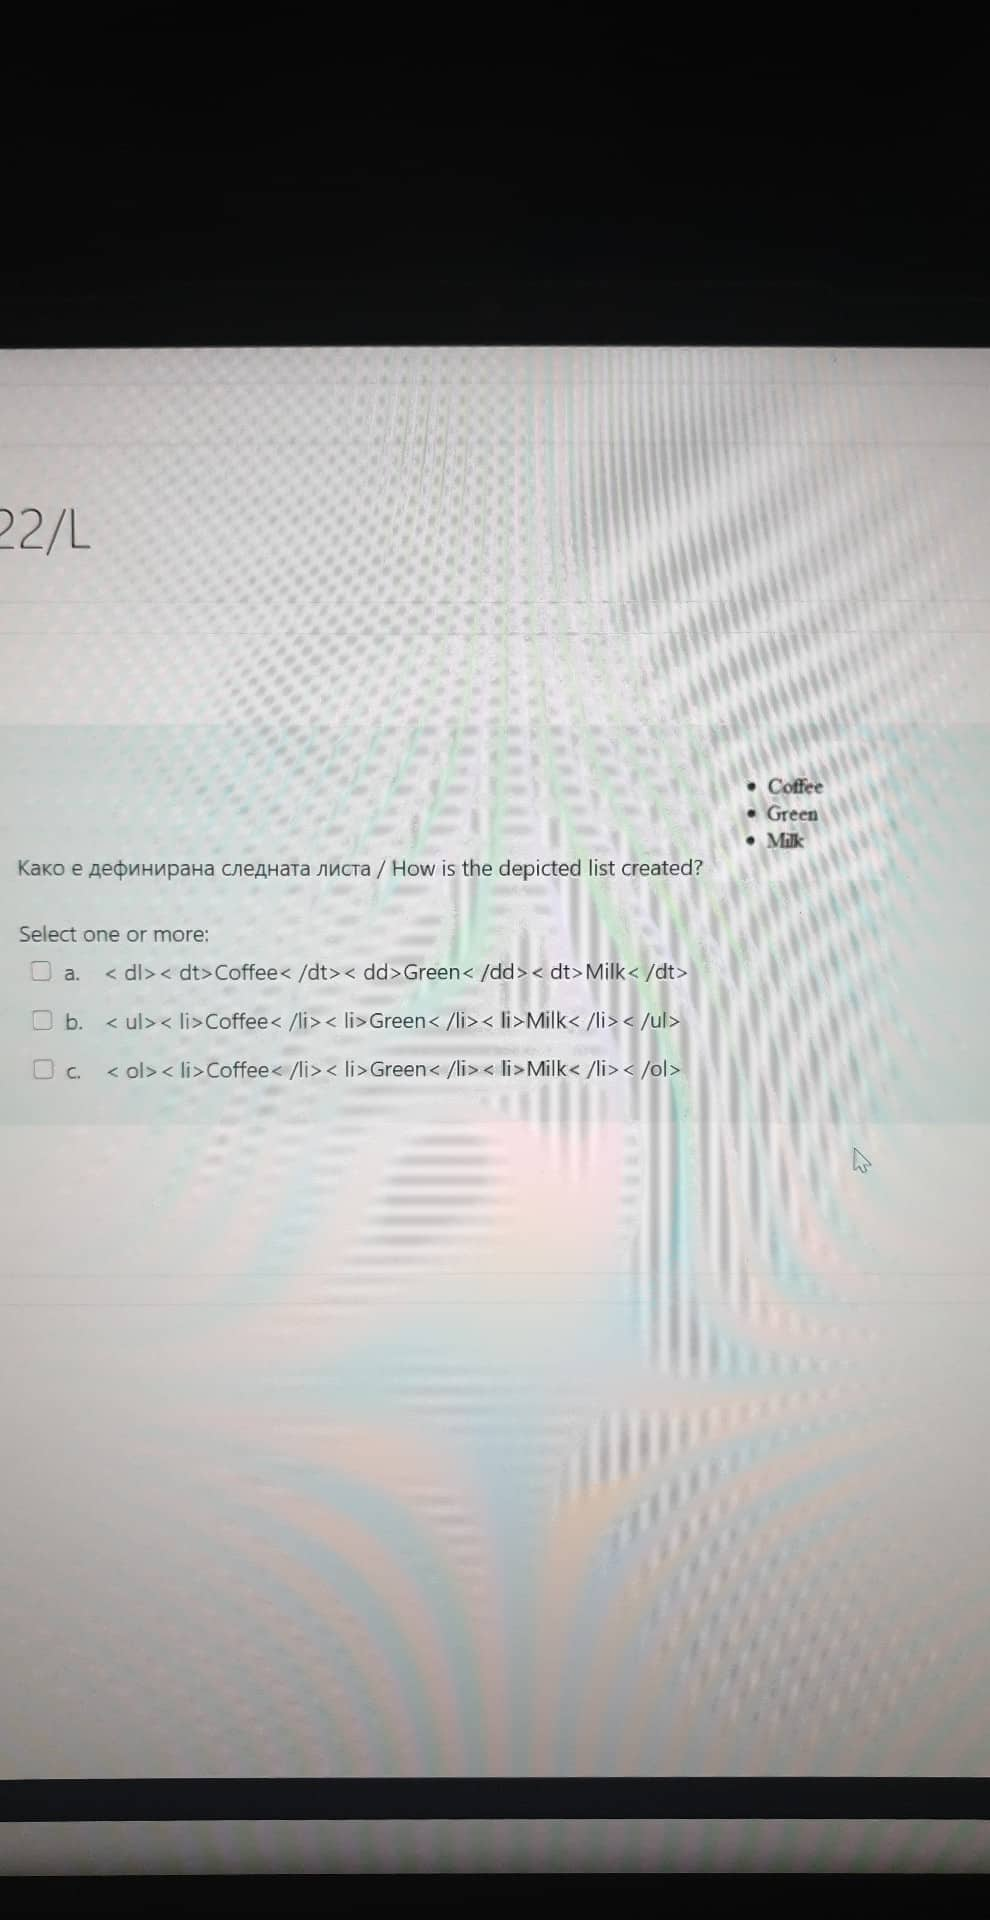 22/L
• Coffee
• Green
• Milk
Како е дефинирана следната листа / How is the depicted list created?
Select one or more:
a. < dl>< dt>Coffee< /dt>< dd>Green< /dd>< dt>Milk< /dt>
b. < ul>< li>Coffee< /li>< li>Green< /li>< li>Milk< /li>< /ul>
c. < ol>< li>Coffee< /li>< li>Green< /li>< li>Milk< /li>< /ol>